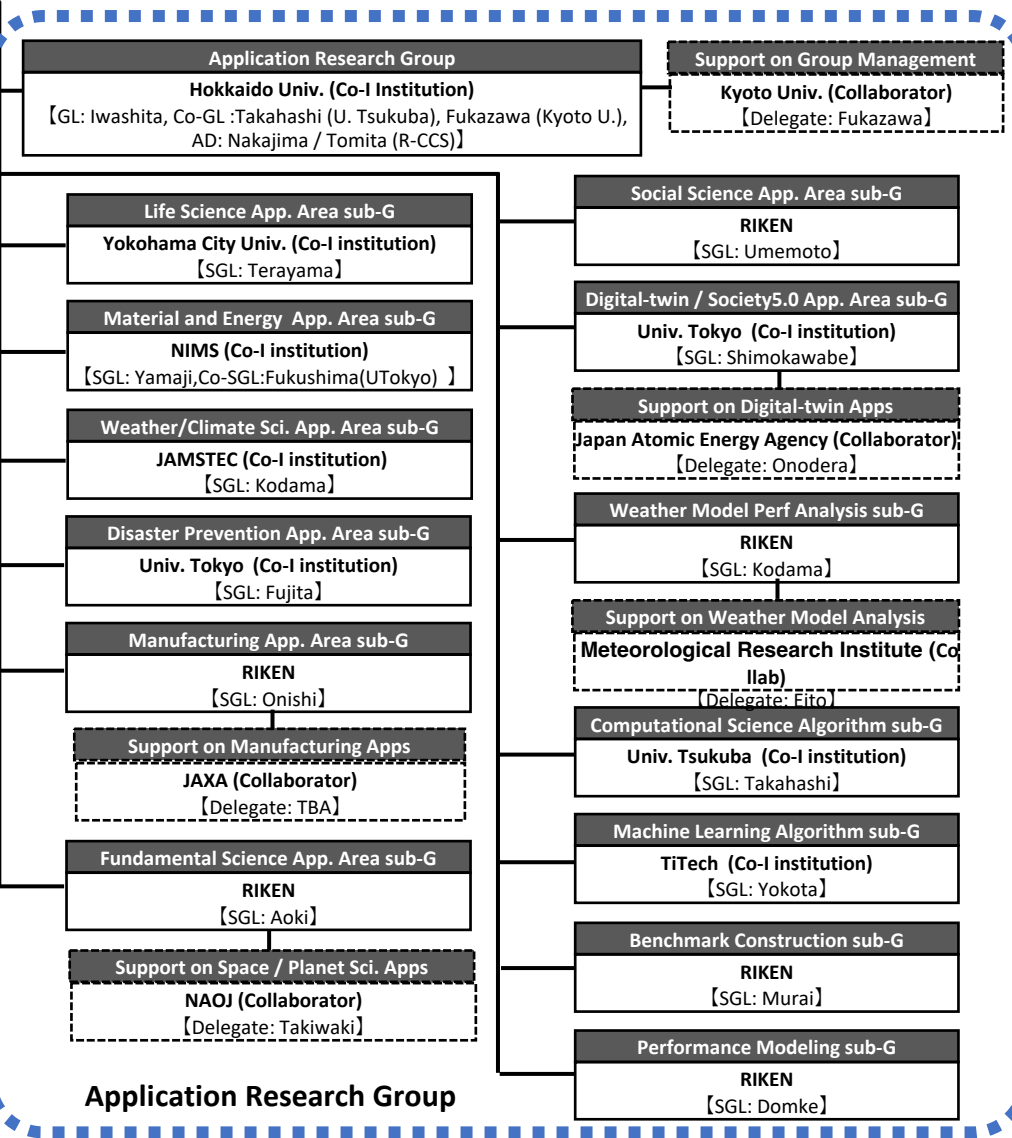 Application Research Group
Hokkaido Univ. (Co-I Institution)
【GL: Iwashita, Co-GL :Takahashi (U. Tsukuba), Fukazawa (Kyoto U.),
AD: Nakajima / Tomita (R-CCS)】
Support on Group Management
Kyoto Univ. (Collaborator)
【Delegate: Fukazawa】
Life Science App. Area sub-G
Yokohama City Univ. (Co-I institution)
【SGL: Terayama】
Material and Energy App. Area sub-G
NIMS (Co-I institution)
【SGL: Yamaji,Co-SGL:Fukushima(UTokyo) 】
Weather/Climate Sci. App. Area sub-G
JAMSTEC (Co-I institution)
【SGL: Kodama】
Disaster Prevention App. Area sub-G
Univ. Tokyo (Co-I institution)
【SGL: Fujita】
Manufacturing App. Area sub-G
RIKEN
【SGL: Onishi】
Support on Manufacturing Apps
JAXA (Collaborator)
【Delegate: TBA】
Fundamental Science App. Area sub-G
RIKEN
【SGL: Aoki】
Support on Space / Planet Sci. Apps
NAOJ (Collaborator)
【Delegate: Takiwaki】
Social Science App. Area sub-G
RIKEN
【SGL: Umemoto】
Digital-twin / Society5.0 App. Area sub-G
Univ. Tokyo (Co-I institution)
【SGL: Shimokawabe】
Support on Digital-twin Apps
Japan Atomic Energy Agency (Collaborator)
【Delegate: Onodera】
Weather Model Perf Analysis sub-G
RIKEN
【SGL: Kodama】
Support on Weather Model Analysis
Meteorological Research Institute (Co
llab)
【Delegate: Eito】
Computational Science Algorithm sub-G
Univ. Tsukuba (Co-I institution)
【SGL: Takahashi】
Machine Learning Algorithm sub-G
TiTech (Co-I institution)
【SGL: Yokota】
Benchmark Construction sub-G
RIKEN
【SGL: Murai】
Performance Modeling sub-G
RIKEN
【SGL: Domke】
Application Research Group